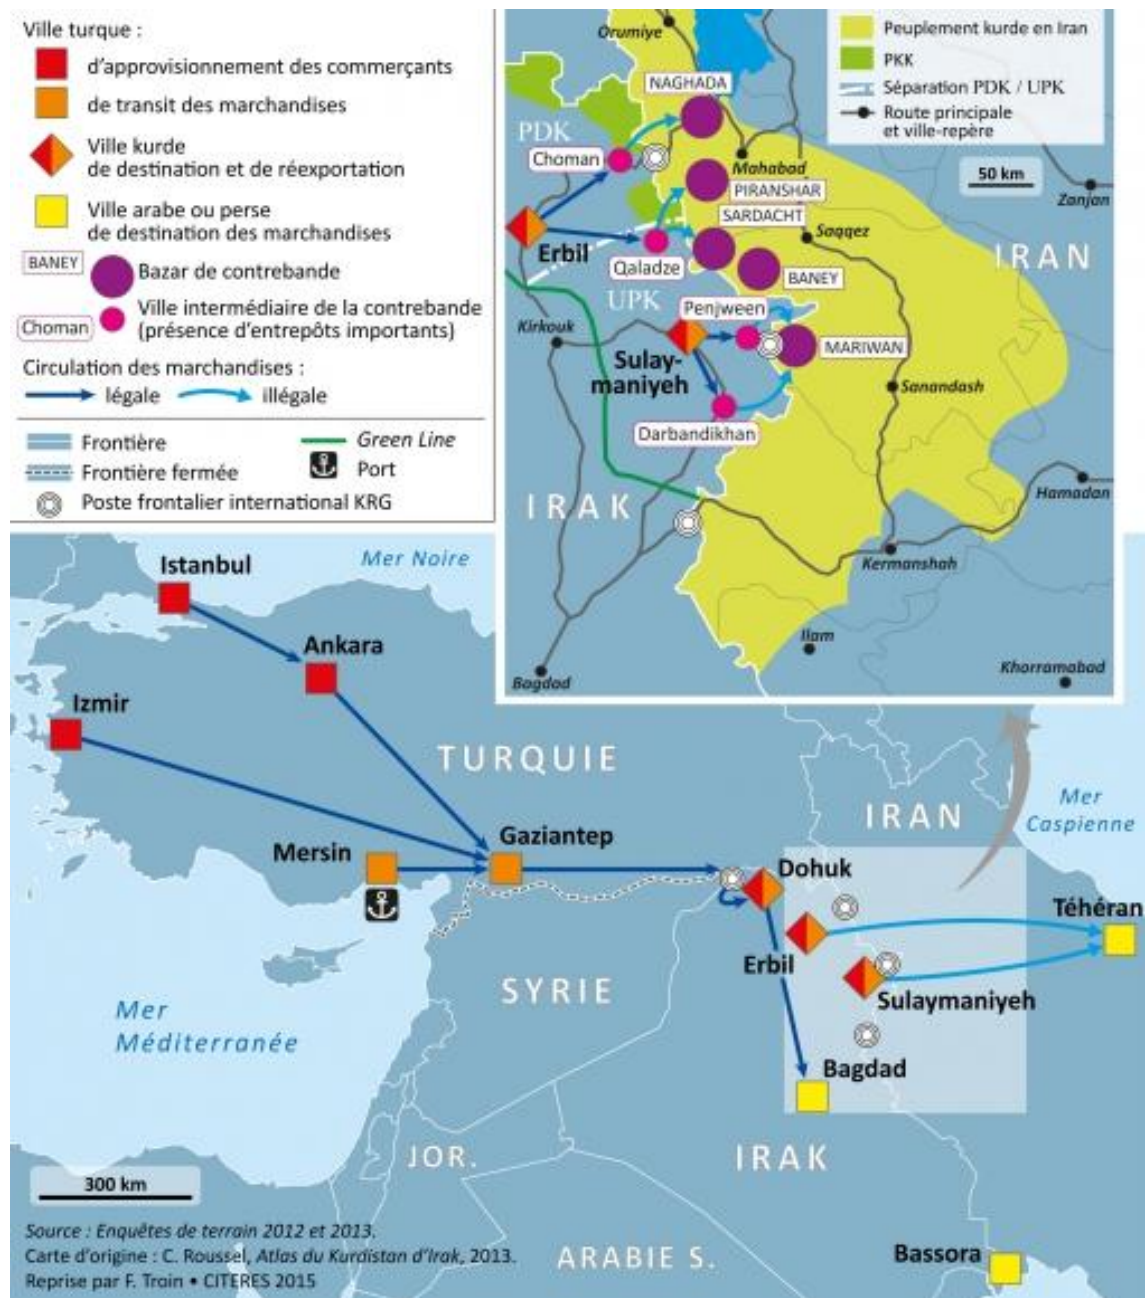 Ville turque :
d'approvisionnement des commerçants
de transit des marchandises
Ville kurde
de destination et de réexportation
Ville arabe ou perse
de destination des marchandises
BANEY
Bazar de contrebande
Choman
Ville intermédiaire de la contrebande
(présence d'entrepôts importants)
Circulation des marchandises :
légale
illégale
Frontière
Green Line
Frontière fermée
Port
Poste frontalier international KRG
Peuplement kurde en Iran
PKK
Séparation PDK / UPK
Route principale
et ville-repère
50 km
Orumiye
NAGHADA
PDK
Choman
Mahabad
PIRANSHAR
SARDACHT
Zanjan
Erbil
Saqqez
IRAN
Qaladze
BANEY
UPK
Penjween
Kirkouk
MARIWAN
Sulay-
maniyeh
Sanandash
Darbandikhan
IRAK
Hamadan
Kermanshah
Ilam
Khorramabad
Bagdad
Mer Noire
Istanbul
Ankara
Izmir
TURQUIE
IRAN
Mer
Caspienne
Gaziantep
Mersin
Dohuk
Téhéran
Erbil
SYRIE
Sulaymaniyeh
Mer
Méditerranée
Bagdad
JOR.
IRAK
300 km
Source : Enquêtes de terrain 2012 et 2013.
Carte d'origine : C. Roussel, Atlas du Kurdistan d'Irak, 2013.
Reprise par F. Troin • CITERES 2015
ARABIE S.
Bassora